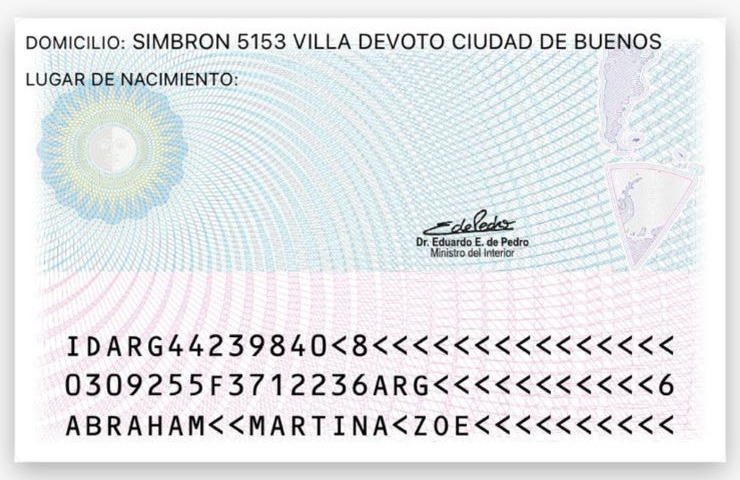 DOMICILIO: SIMBRON 5153 VILLA DEVOTO CIUDAD DE BUENOS
LUGAR DE NACIMIENTO:
EdePedro
Dr. Eduardo E. de Pedro
Ministro del Interior
IDARG44239840<8<<<<<<<<<<<<<<<
0309255F3712236ARG<<<<<<<<<<<6
ABRAHAM<<MARTINA<ZOE<<<<<<<<<<